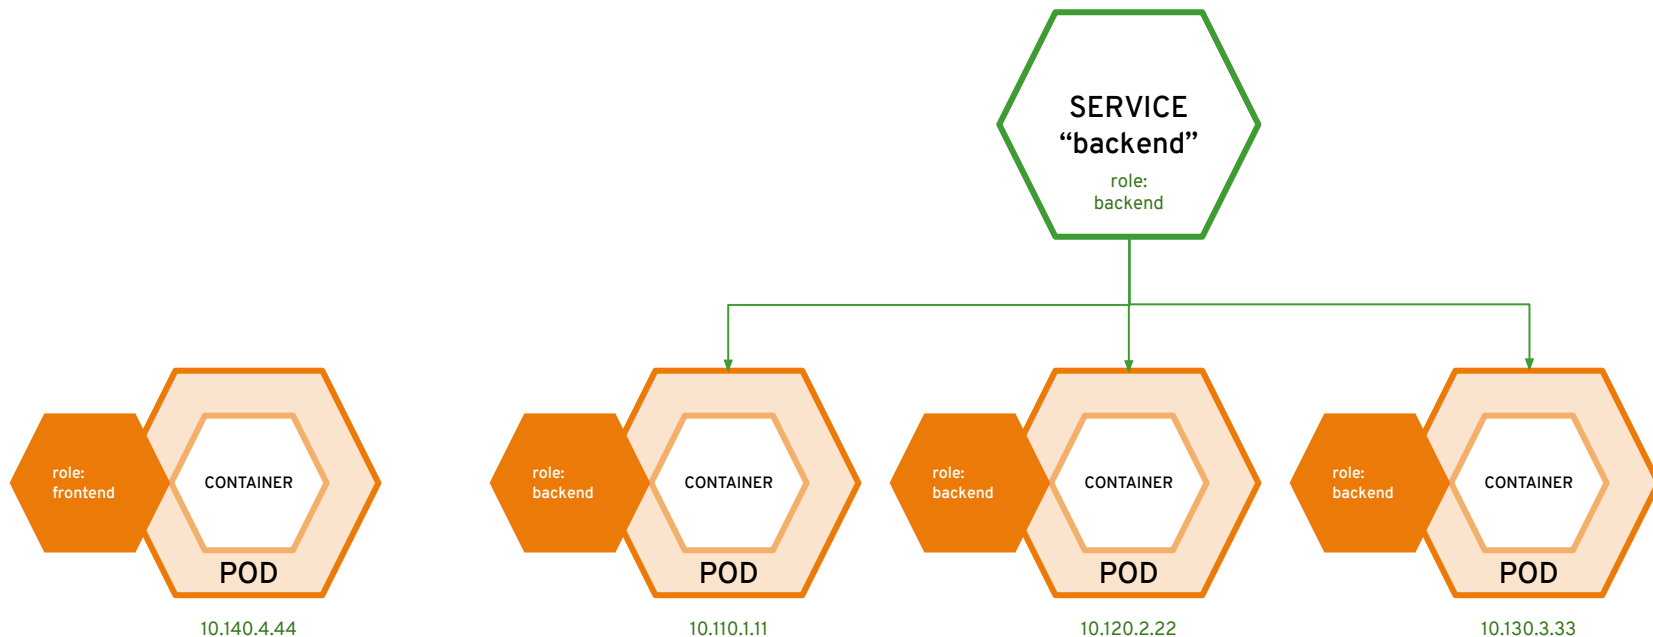 SERVICE
“backend”
role:
backend
role:
frontend
CONTAINER
POD
10.140.4.44
role:
backend
CONTAINER
POD
10.110.1.11
role:
backend
CONTAINER
POD
10.120.2.22
role:
backend
CONTAINER
POD
10.130.3.33